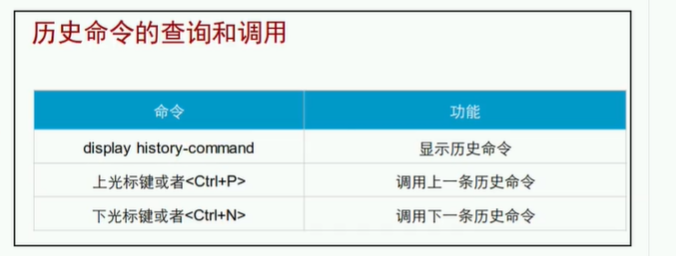 历史命令的查询和调用
命令 功能
display history-command 显示历史命令
上光标键或者<Ctrl+P> 调用上一条历史命令
下光标键或者<Ctrl+N> 调用下一条历史命令